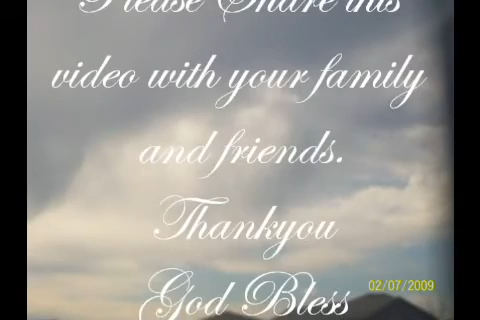 Please Share this
video with your family
and friends.
Thankyou
God Bless
02/07/2009